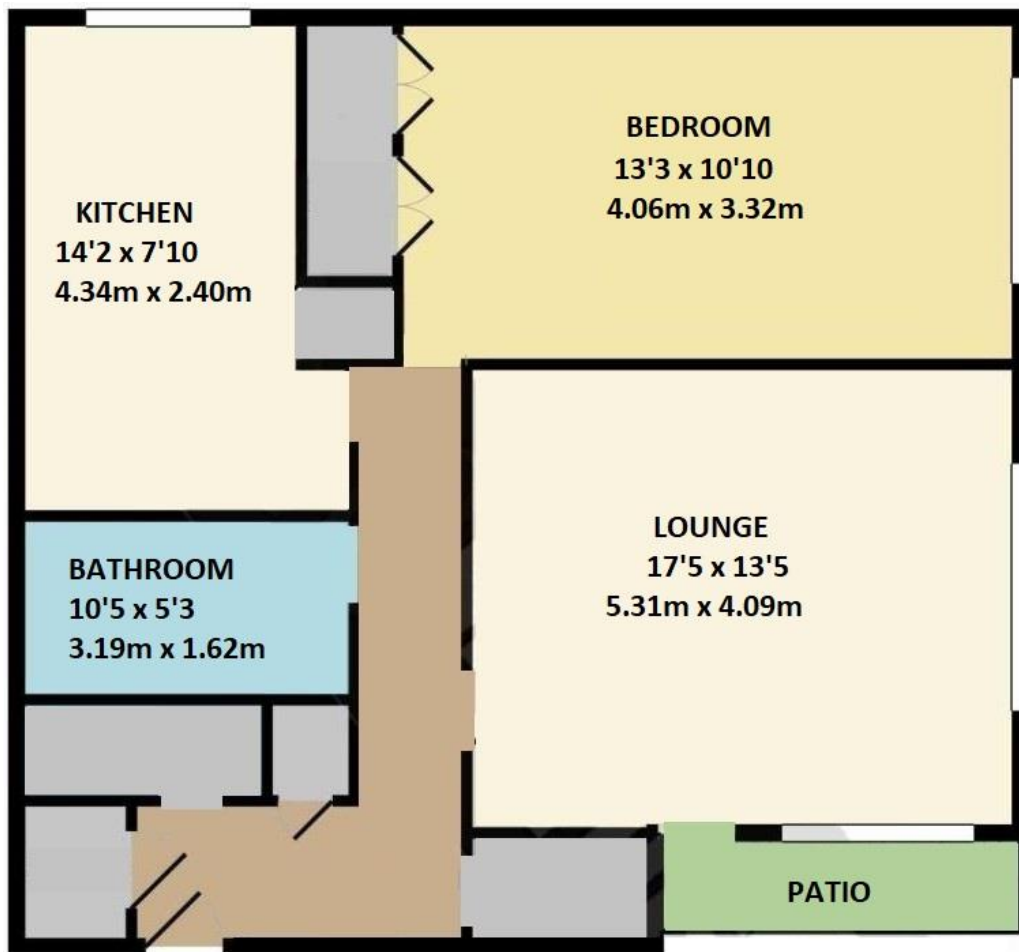 BEDROOM
13'3 x 10'10
4.06m x 3.32m
KITCHEN
14'2 x 7'10
4.34m x 2.40m
LOUNGE
17'5 x 13'5
5.31m x 4.09m
BATHROOM
10'5 x 5'3
3.19m x 1.62m
PATIO